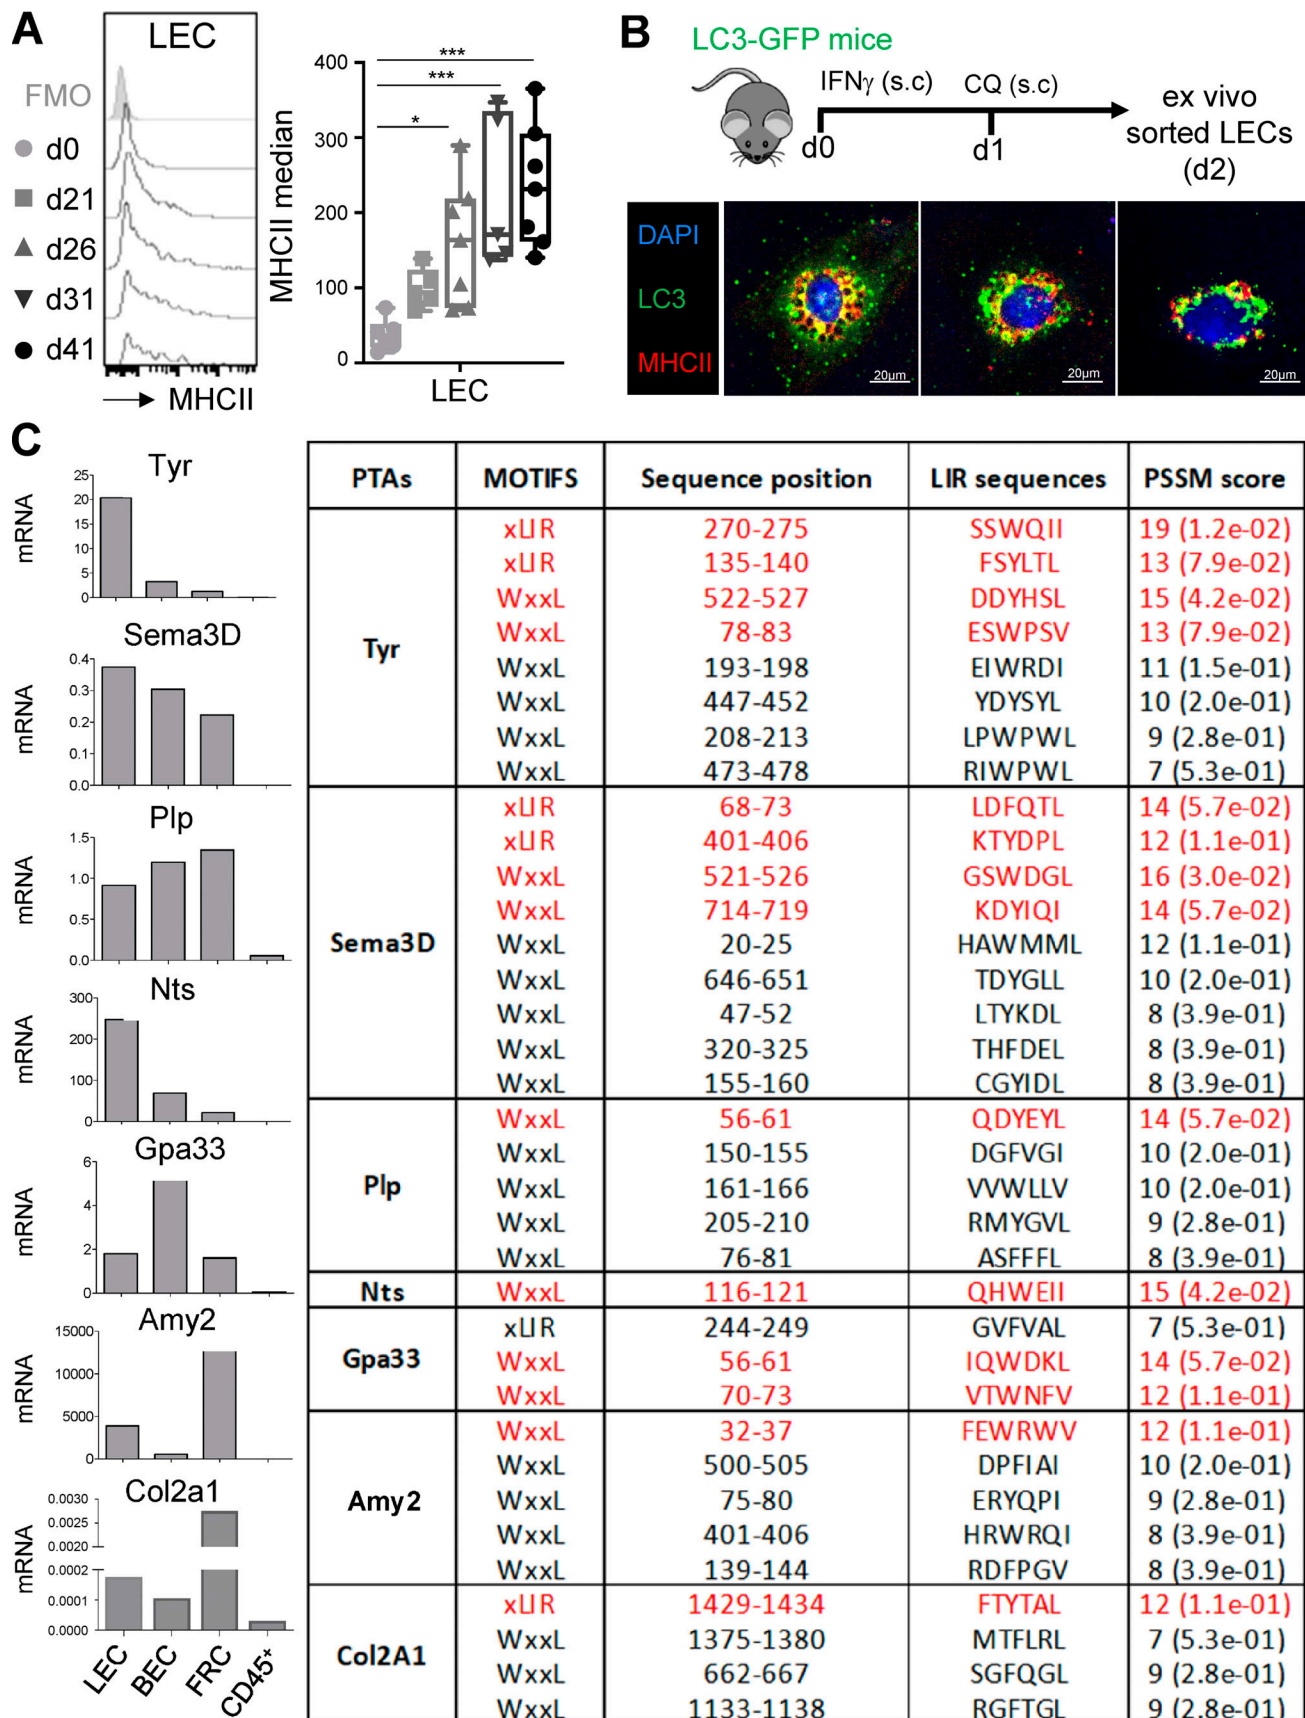 A
LEC
FMO
d0
d21
d26
d31
d41
MHCII
MHCII median
400
300
200
100
0
***
***
*
LEC
B
LC3-GFP mice
IFNγ (s.c)
CQ (s.c)
d0
d1
ex vivo
sorted LECs
(d2)
DAPI
LC3
MHCII
20µm
20µm
20µm
C
Tyr
mRNA
25
20
15
10
5
0
Sema3D
mRNA
0.4
0.3
0.2
0.1
0.0
Plp
mRNA
1.5
1.0
0.5
0.0
Nts
mRNA
300
200
100
0
Gpa33
mRNA
6
4
2
0
Amy2
mRNA
15000
10000
5000
0
Col2a1
mRNA
0.0030
0.0025
0.0020
0.0002
0.0001
0.0000
LEC
BEC
FRC
CD45+
PTAs MOTIFS Sequence position LIR sequences PSSM score
Tyr
xLIR 270-275 SSWQII 19 (1.2e-02)
xLIR 135-140 FSYLTL 13 (7.9e-02)
WxxL 522-527 DDYHSL 15 (4.2e-02)
WxxL 78-83 ESWPSV 13 (7.9e-02)
WxxL 193-198 EIWRDI 11 (1.5e-01)
WxxL 447-452 YDYSYL 10 (2.0e-01)
WxxL 208-213 LPWPWL 9 (2.8e-01)
WxxL 473-478 RIWPWL 7 (5.3e-01)
Sema3D
xLIR 68-73 LDFQTL 14 (5.7e-02)
xLIR 401-406 KTYDPL 12 (1.1e-01)
WxxL 521-526 GSWDGL 16 (3.0e-02)
WxxL 714-719 KDYIQI 14 (5.7e-02)
WxxL 20-25 HAWMML 12 (1.1e-01)
WxxL 646-651 TDYGLL 10 (2.0e-01)
WxxL 47-52 LTYKDL 8 (3.9e-01)
WxxL 320-325 THFDEL 8 (3.9e-01)
WxxL 155-160 CGYIDL 8 (3.9e-01)
Plp
WxxL 56-61 QDYEYL 14 (5.7e-02)
WxxL 150-155 DGFVGI 10 (2.0e-01)
WxxL 161-166 VVWLLV 10 (2.0e-01)
WxxL 205-210 RMYGVL 9 (2.8e-01)
WxxL 76-81 ASFFFL 8 (3.9e-01)
Nts WxxL 116-121 QHWEII 15 (4.2e-02)
Gpa33
xLIR 244-249 GVFVAL 7 (5.3e-01)
WxxL 56-61 IQWDKL 14 (5.7e-02)
WxxL 70-73 VTWNFV 12 (1.1e-01)
Amy2
WxxL 32-37 FEWRWV 12 (1.1e-01)
WxxL 500-505 DPFIAI 10 (2.0e-01)
WxxL 75-80 ERYQPI 9 (2.8e-01)
WxxL 401-406 HRWRQI 8 (3.9e-01)
WxxL 139-144 RDFPGV 8 (3.9e-01)
Col2A1
xLIR 1429-1434 FTYTAL 12 (1.1e-01)
WxxL 1375-1380 MTFLRL 7 (5.3e-01)
WxxL 662-667 SGFQGL 9 (2.8e-01)
WxxL 1133-1138 RGFTGL 9 (2.8e-01)